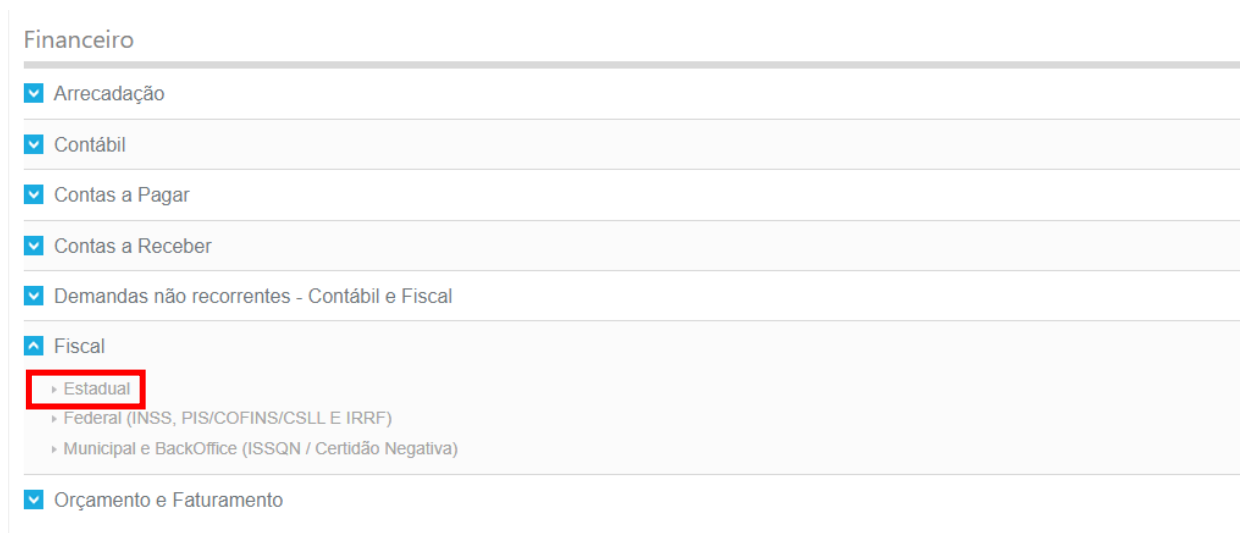 Financeiro
Arrecadação
Contábil
Contas a Pagar
Contas a Receber
Demandas não recorrentes - Contábil e Fiscal
Fiscal
Estadual
Federal (INSS, PIS/COFINS/CSLL E IRRF)
Municipal e BackOffice (ISSQN / Certidão Negativa)
Orçamento e Faturamento